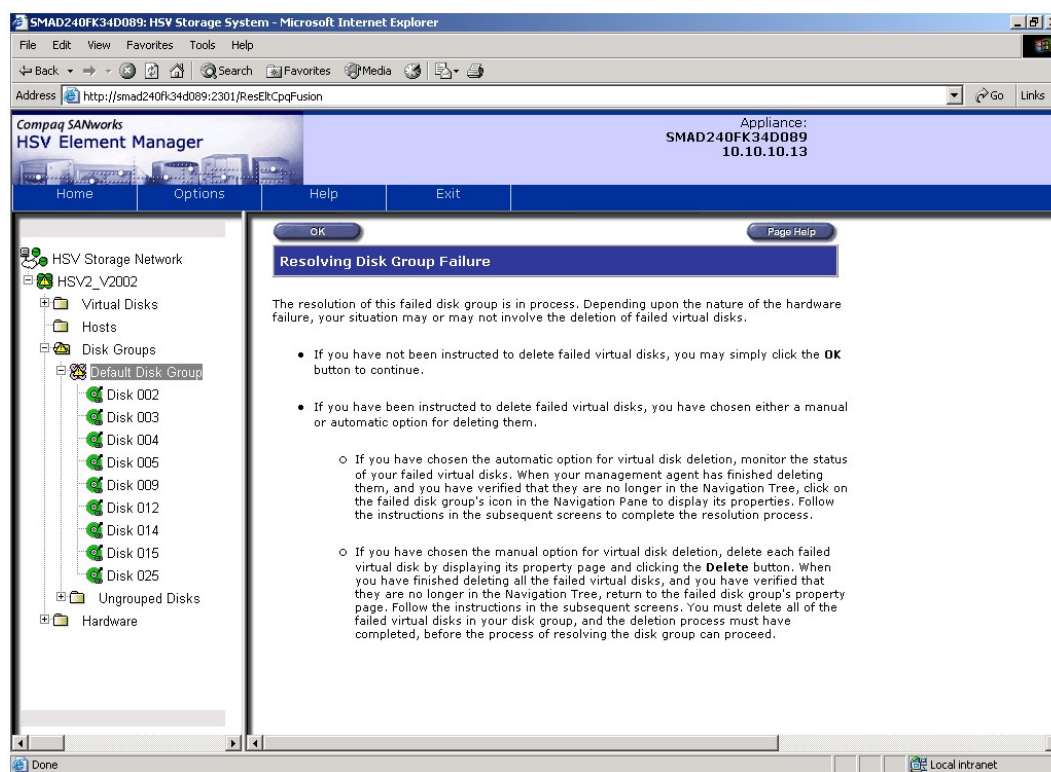 SMAD240FK34D089: HSV Storage System - Microsoft Internet Explorer
File Edit View Favorites Tools Help
Back Search Favorites Media
Address http://smad240fk34d089:2301/ResEltCpqFusion Go Links
Compaq SANworks
HSV Element Manager
Appliance:
SMAD240FK34D089
10.10.10.13
Home Options Help Exit
HSV Storage Network
HSV2_V2002
Virtual Disks
Hosts
Disk Groups
Default Disk Group
Disk 002
Disk 003
Disk 004
Disk 005
Disk 009
Disk 012
Disk 014
Disk 015
Disk 025
Ungrouped Disks
Hardware
OK Page Help
Resolving Disk Group Failure
The resolution of this failed disk group is in process. Depending upon the nature of the hardware
failure, your situation may or may not involve the deletion of failed virtual disks.
• If you have not been instructed to delete failed virtual disks, you may simply click the OK
button to continue.
• If you have been instructed to delete failed virtual disks, you have chosen either a manual
or automatic option for deleting them.
o If you have chosen the automatic option for virtual disk deletion, monitor the status
of your failed virtual disks. When your management agent has finished deleting
them, and you have verified that they are no longer in the Navigation Tree, click on
the failed disk group's icon in the Navigation Pane to display its properties. Follow
the instructions in the subsequent screens to complete the resolution process.
o If you have chosen the manual option for virtual disk deletion, delete each failed
virtual disk by displaying its property page and clicking the Delete button. When
you have finished deleting all the failed virtual disks, and you have verified that
they are no longer in the Navigation Tree, return to the failed disk group's property
page. Follow the instructions in the subsequent screens. You must delete all of the
failed virtual disks in your disk group, and the deletion process must have
completed, before the process of resolving the disk group can proceed.
Done Local intranet